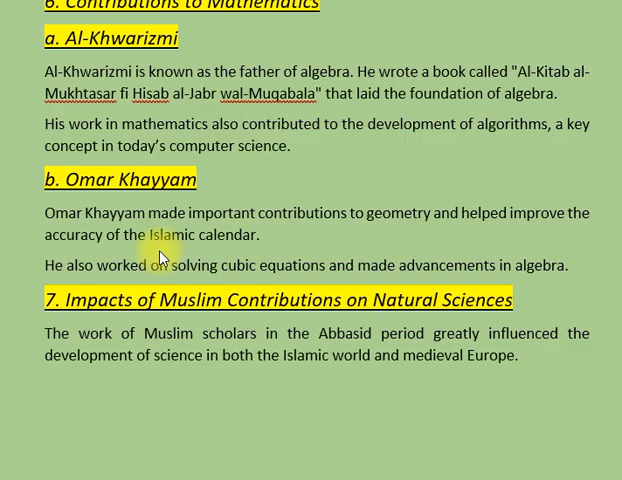 6. Contributions to Mathematics
a. Al-Khwarizmi
Al-Khwarizmi is known as the father of algebra. He wrote a book called "Al-Kitab al-
Mukhtasar fi Hisab al-Jabr wal-Muqabala" that laid the foundation of algebra.
His work in mathematics also contributed to the development of algorithms, a key
concept in today’s computer science.
b. Omar Khayyam
Omar Khayyam made important contributions to geometry and helped improve the
accuracy of the Islamic calendar.
He also worked on solving cubic equations and made advancements in algebra.
7. Impacts of Muslim Contributions on Natural Sciences
The work of Muslim scholars in the Abbasid period greatly influenced the
development of science in both the Islamic world and medieval Europe.